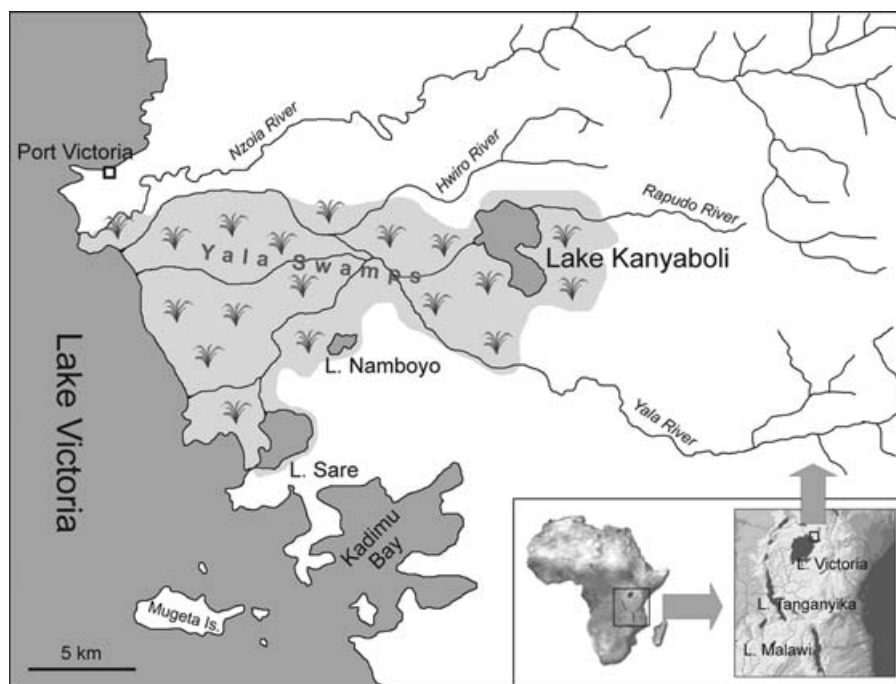 Nzoia River
Port Victoria
Hwiro River
Rapudo River
Yala Swamps
Lake Kanyaboli
Lake Victoria
L. Namboyo
Yala River
L. Sare
Kadimu
Bay
Mugeta Is.
5 km
L. Victoria
L. Tanganyika
L. Malawi